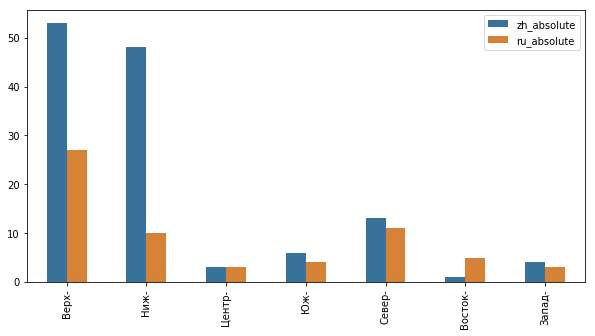 zh_absolute
ru_absolute
50
40
30
20
10
0
Верх-
Ниж-
Центр-
Юж-
Север-
Восток-
Запад-